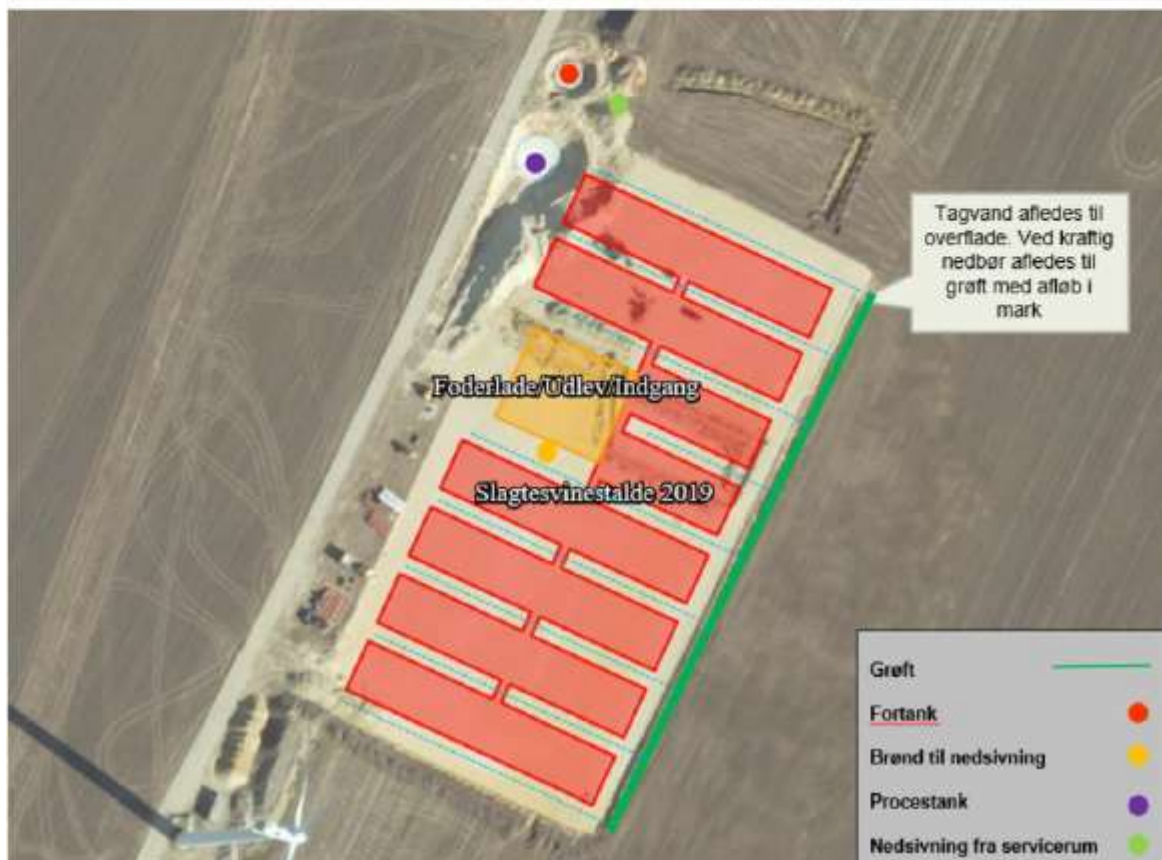 Tagvand afledes til
overflade. Ved kraftig
nedbør afledes til
grøft med afløb i
mark
Foderlade/Udlev/Indgang
Slagtesvinestalde 2019
Grøft
Fortank
Brønd til nedsivning
Procestank
Nedsivning fra servicerum